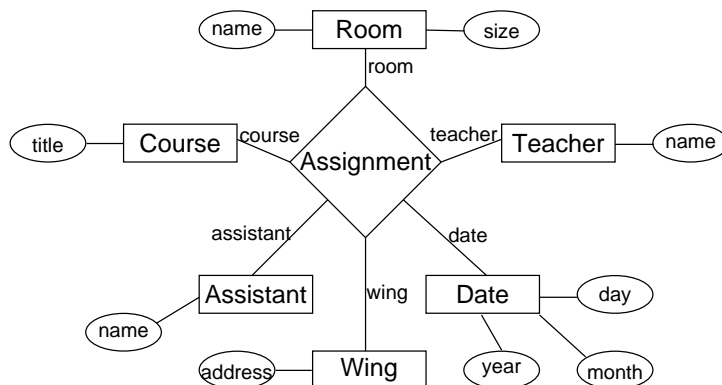 name
Room
size
room
title
Course
course
Assignment
teacher
Teacher
name
assistant
date
Assistant
wing
Date
day
name
address
Wing
year
month